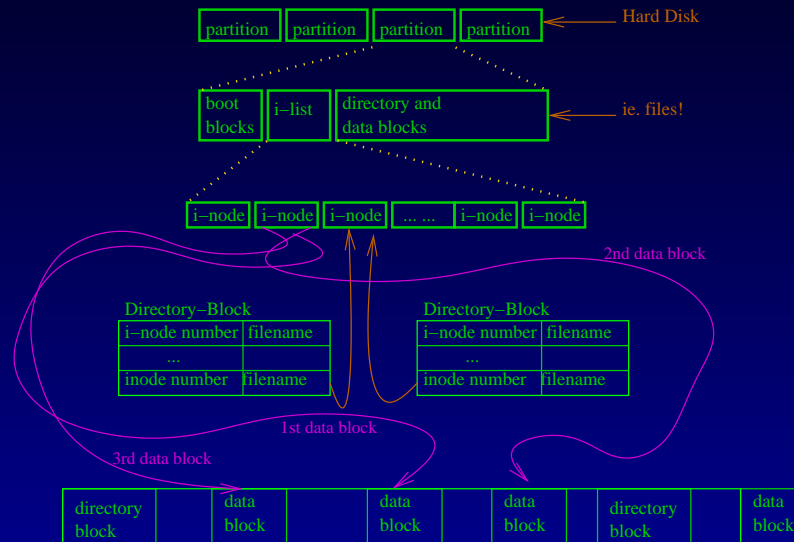 partition partition partition partition
Hard Disk
boot
blocks
i−list
directory and
data blocks
ie. files!
i−node i−node i−node ... ... i−node i−node
2nd data block
Directory−Block
i−node number filename
...
inode number filename
Directory−Block
i−node number filename
...
inode number filename
1st data block
3rd data block
directory
block
data
block
data
block
data
block
directory
block
data
block